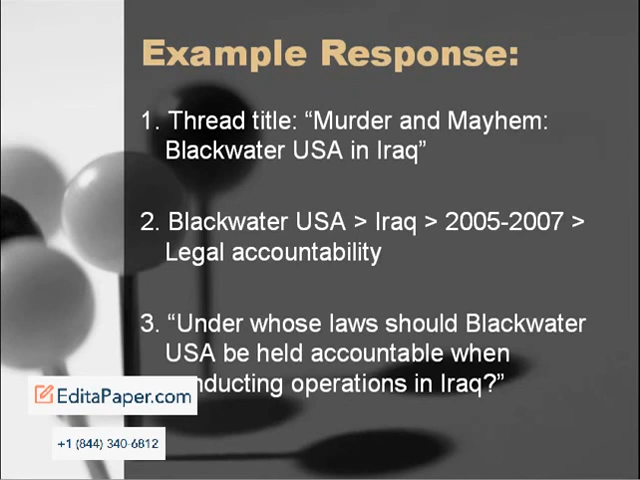 Example Response:
1. Thread title: “Murder and Mayhem:
Blackwater USA in Iraq”
2. Blackwater USA > Iraq > 2005-2007 >
Legal accountability
3. “Under whose laws should Blackwater
USA be held accountable when
nducting operations in Iraq?”
EditaPaper.com
+1 (844) 340-6812